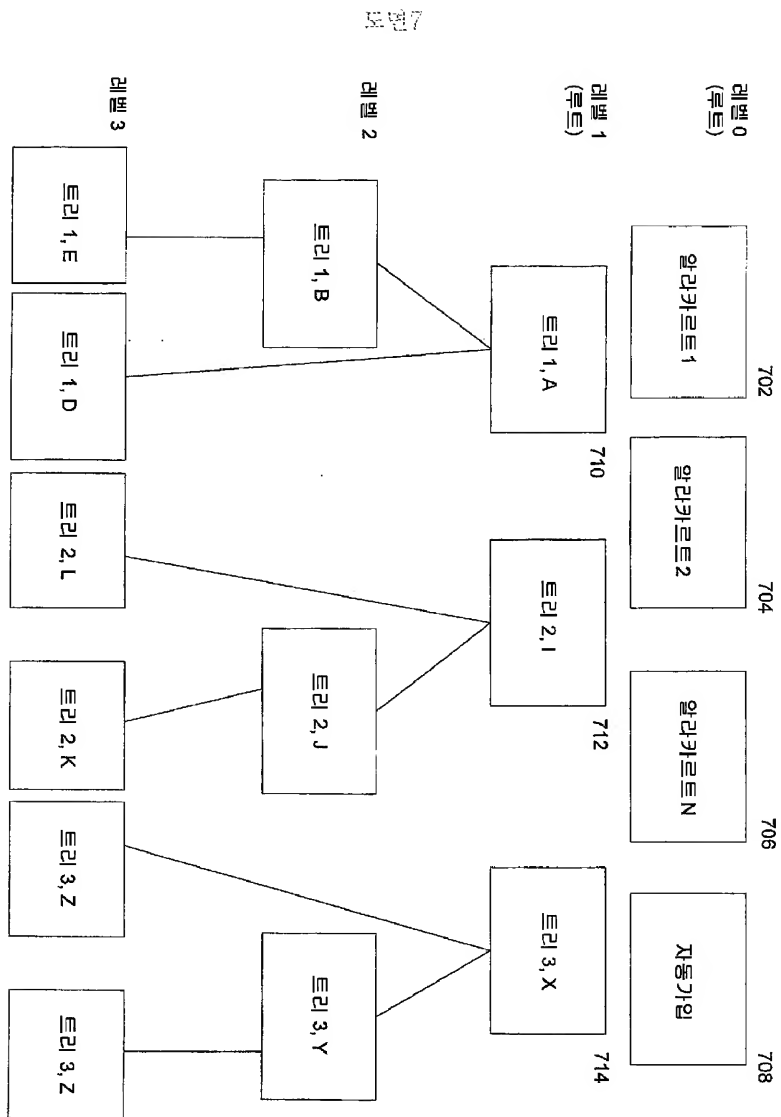 도면7
레벨 0
(루트)
알라카르트 1
702
알라카르트 2
704
알라카르트 N
706
자동가입
708
레벨 1
(루트)
트리 1, A
710
트리 2, I
712
트리 3, X
714
레벨 2
트리 1, B
트리 2, J
트리 3, Y
레벨 3
트리 1, E
트리 1, D
트리 2, L
트리 2, K
트리 3, Z
트리 3, Z